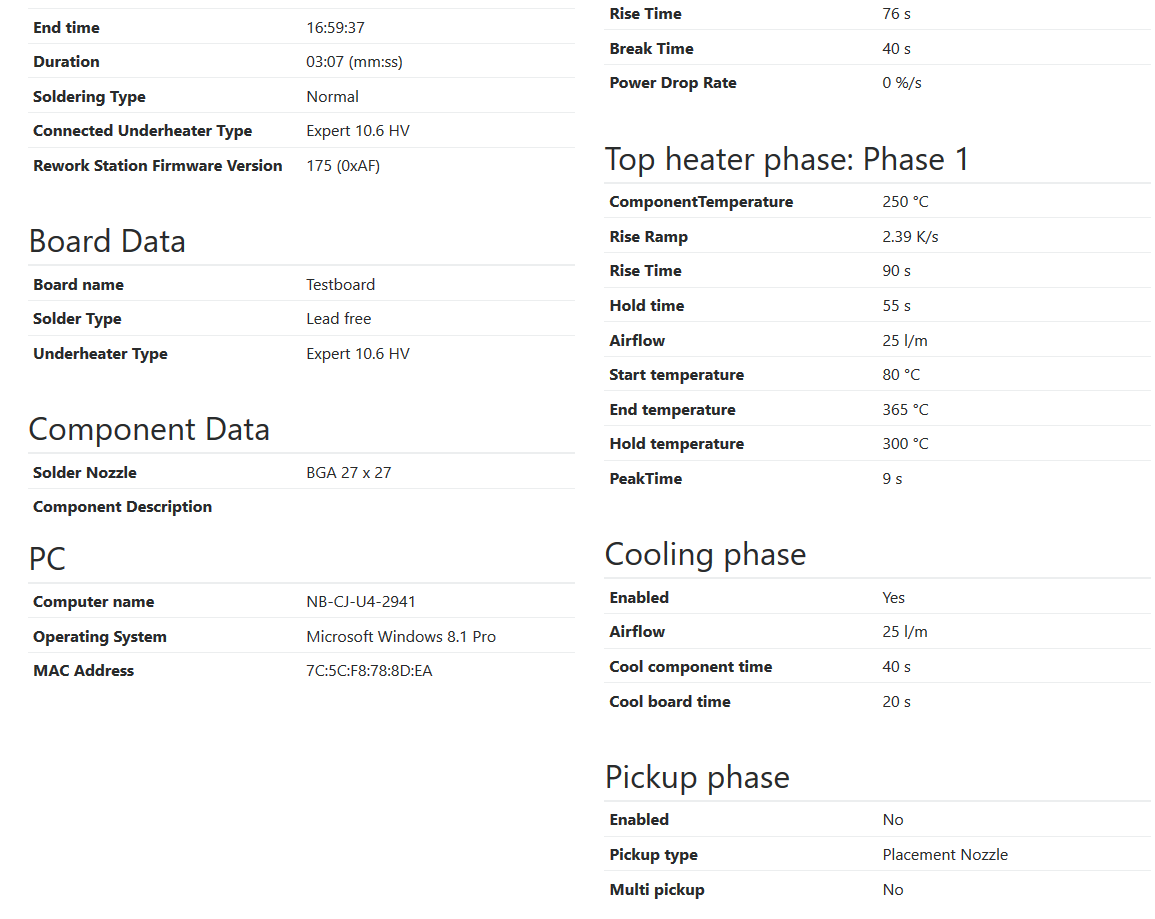 End time 16:59:37
Duration 03:07 (mm:ss)
Soldering Type Normal
Connected Underheater Type Expert 10.6 HV
Rework Station Firmware Version 175 (0xAF)
Board Data
Board name Testboard
Solder Type Lead free
Underheater Type Expert 10.6 HV
Component Data
Solder Nozzle BGA 27 x 27
Component Description
PC
Computer name NB-CJ-U4-2941
Operating System Microsoft Windows 8.1 Pro
MAC Address 7C:5C:F8:78:8D:EA
Rise Time 76 s
Break Time 40 s
Power Drop Rate 0 %/s
Top heater phase: Phase 1
ComponentTemperature 250 °C
Rise Ramp 2.39 K/s
Rise Time 90 s
Hold time 55 s
Airflow 25 l/m
Start temperature 80 °C
End temperature 365 °C
Hold temperature 300 °C
PeakTime 9 s
Cooling phase
Enabled Yes
Airflow 25 l/m
Cool component time 40 s
Cool board time 20 s
Pickup phase
Enabled No
Pickup type Placement Nozzle
Multi pickup No